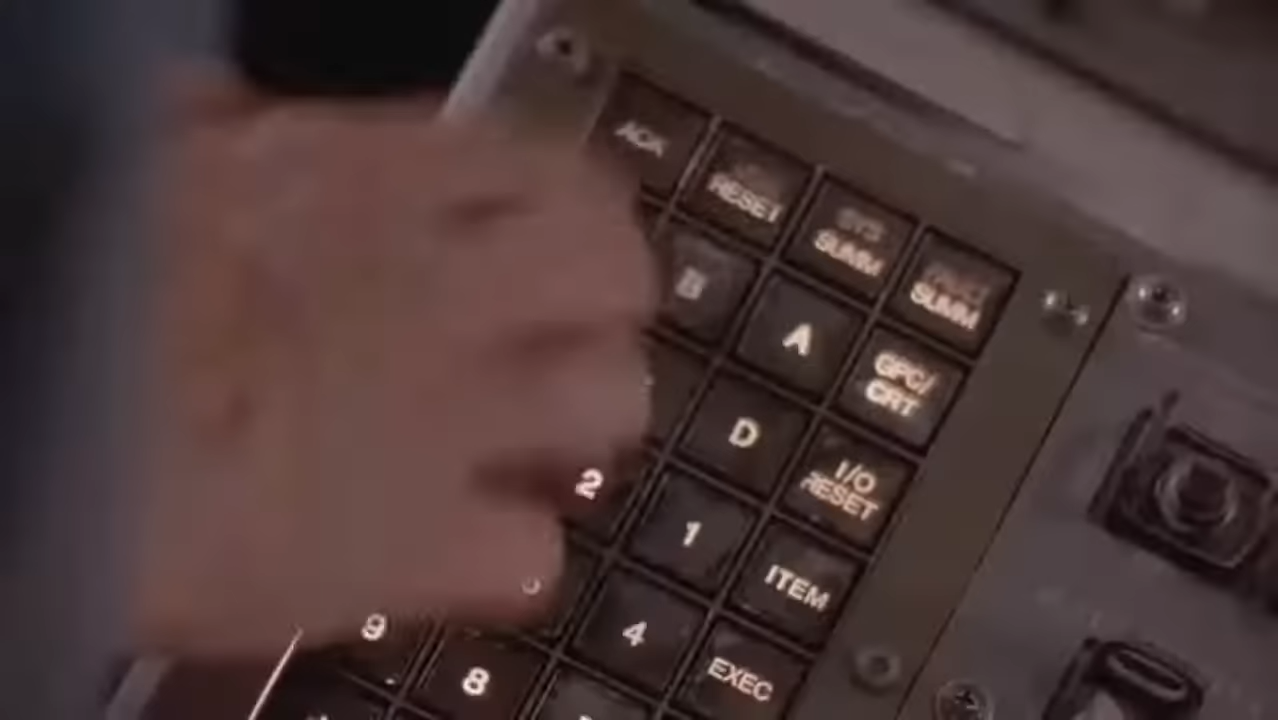 ACK
RESET
SYS
SUMM
SUMM
B
A
GPC/
CRT
D
I/O
RESET
2
1
ITEM
4
EXEC
9
8